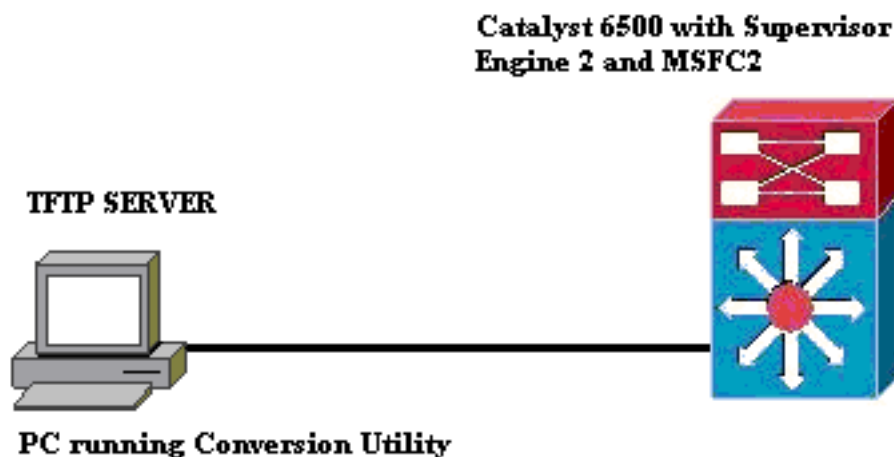 Catalyst 6500 with Supervisor
Engine 2 and MSFC2
TFTP SERVER
PC running Conversion Utility